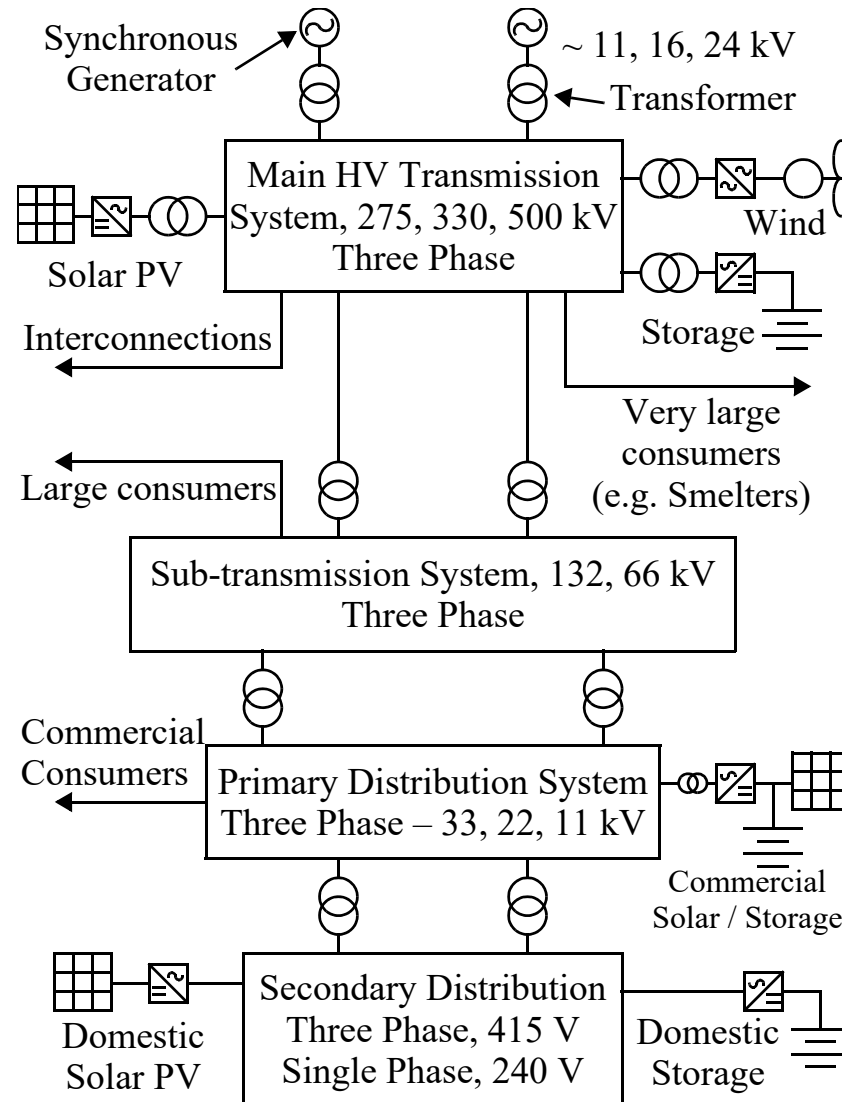 Synchronous
Generator
~ 11, 16, 24 kV
Transformer
Main HV Transmission
System, 275, 330, 500 kV
Three Phase
Solar PV
Wind
Storage
Interconnections
Very large
consumers
(e.g. Smelters)
Large consumers
Sub-transmission System, 132, 66 kV
Three Phase
Commercial
Consumers
Primary Distribution System
Three Phase – 33, 22, 11 kV
Commercial
Solar / Storage
Secondary Distribution
Three Phase, 415 V
Single Phase, 240 V
Domestic
Solar PV
Domestic
Storage